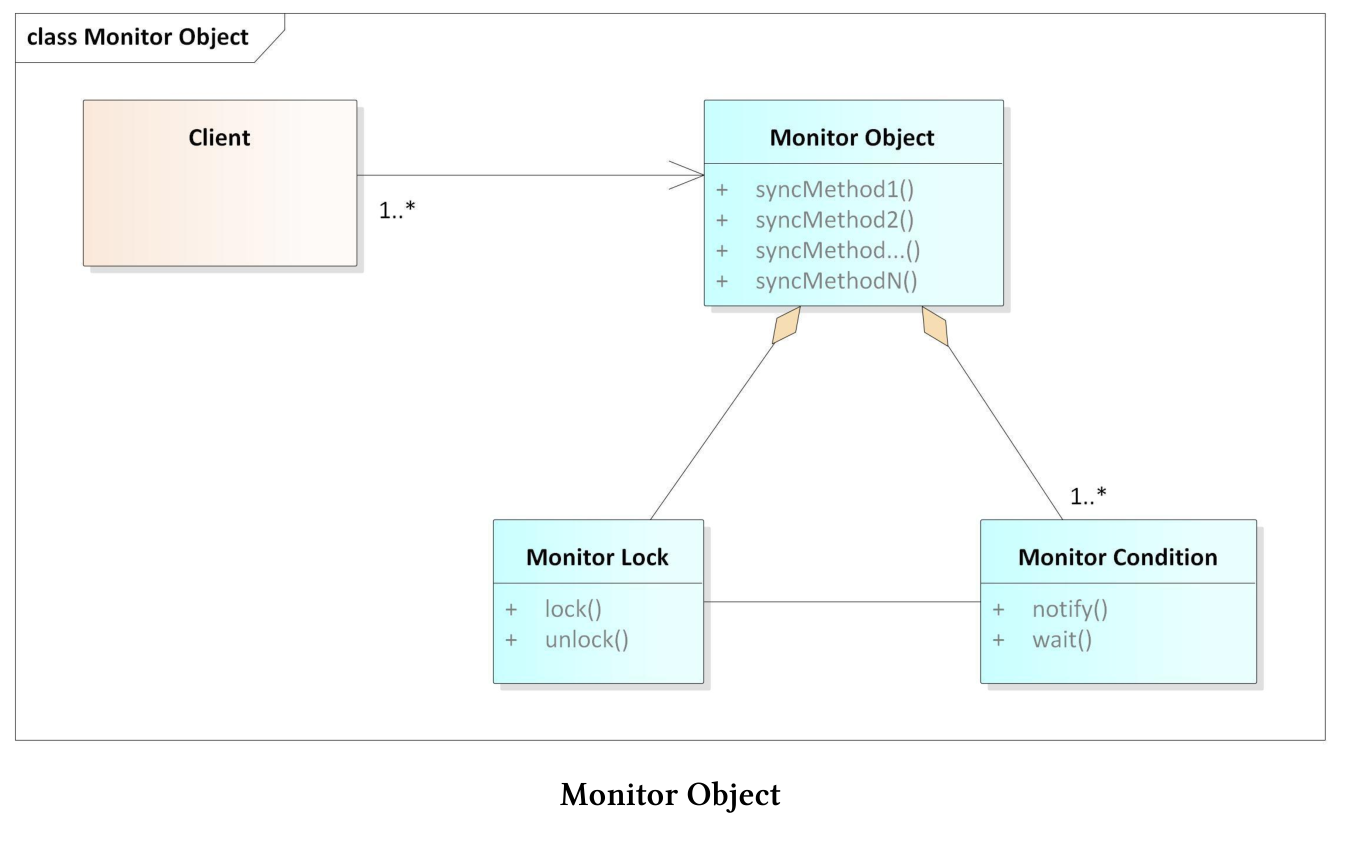 class Monitor Object
Client
1..*
Monitor Object
+ syncMethod1()
+ syncMethod2()
+ syncMethod...()
+ syncMethodN()
1..*
Monitor Lock
+ lock()
+ unlock()
Monitor Condition
+ notify()
+ wait()
Monitor Object